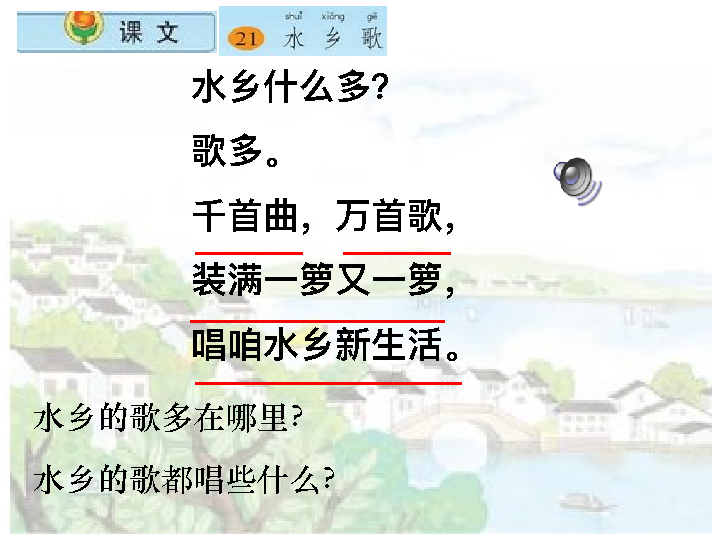 课文
shuǐ xiāng gē
21 水乡歌
水乡什么多?
歌多。
千首曲，万首歌，
装满一箩又一箩，
唱咱水乡新生活。
水乡的歌多在哪里?
水乡的歌都唱些什么?